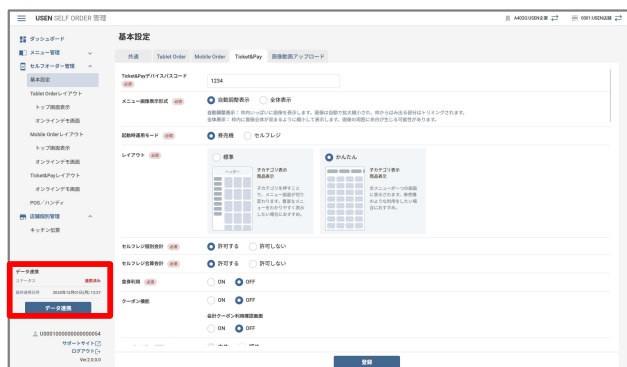 USEN SELF ORDER 管理
A402G:USEN企業
0001:USEN店舗
ダッシュボード
メニュー管理
セルフオーダー管理
基本設定
Tablet Orderレイアウト
トップ画面表示
オンラインデモ画面
Mobile Orderレイアウト
トップ画面表示
オンラインデモ画面
Ticket&Payレイアウト
オンラインデモ画面
POS／ハンディ
店舗個別管理
キッチン伝票
データ連携
ステータス 連携済み
最終連携日時 2025年12月01日(月) 12:27
データ連携
U00010000000000000054
サポートサイト
ログアウト
Ver.2.0.0.0
基本設定
共通 Tablet Order Mobile Order Ticket&Pay 画像動画アップロード
Ticket&Payデバイスパスコード
必須
1234
メニュー画像表示形式 必須 自動調整表示 全体表示
自動調整表示：枠内いっぱいに画像を表示します。画像は自動で拡大縮小され、枠からはみ出る部分はトリミングされます。
全体表示：枠内に画像全体が収まるように縮小して表示します。画像の周囲に余白が生じる可能性があります。
起動時運用モード 必須 券売機 セルフレジ
レイアウト 必須 標準 かんたん
ヘッダー
子カテゴリ表示
商品表示
子カテゴリを押すこと
で、メニュー画面が切り
変わります。豊富なメニ
ューをわかりやすく表示
したい場合におすすめ。
子カテゴリ表示
商品表示
全メニューが一つの画面
に表示されます。券売機
のような利用をしたい場
合におすすめ。
セルフレジ個別会計 必須 許可する 許可しない
セルフレジ合算会計 必須 許可する 許可しない
食券利用 必須 ON OFF
クーポン機能 ON OFF
会計クーポン利用確認画面
ON OFF
登録